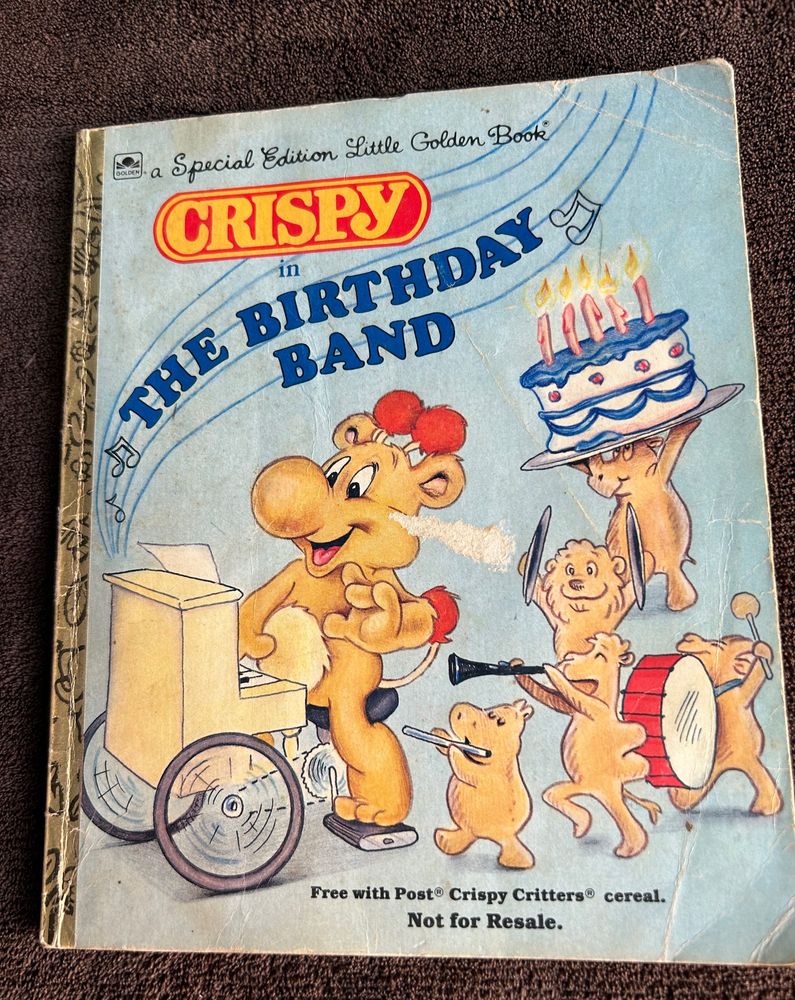 GOLDEN
a Special Edition Little Golden Book®
CRISPY
in
THE BIRTHDAY
BAND
Free with Post® Crispy Critters® cereal.
Not for Resale.